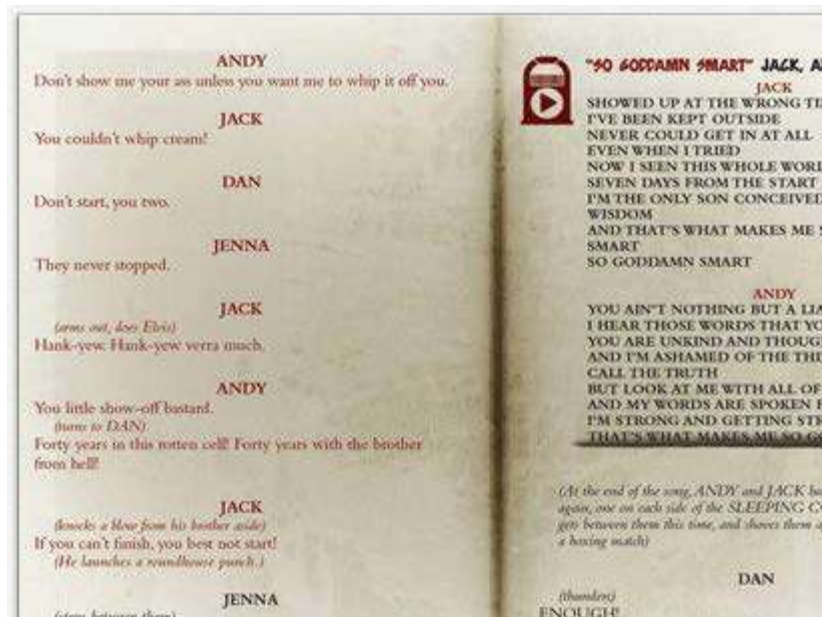 ANDY
Don't show me your ass unless you want me to whip it off you.
JACK
You couldn't whip cream!
DAN
Don't start, you two.
JENNA
They never stopped.
JACK
(arms out, does Elvis)
Hank-yew. Hank-yew verra much.
ANDY
You little show-off bastard.
(turns to DAN)
Forty years in this rotten cell! Forty years with the brother
from hell!
JACK
(knocks a blow from his brother aside)
If you can't finish, you best not start!
(He launches a roundhouse punch.)
JENNA
(steps between them)
"SO GODDAMN SMART" JACK,
JACK
SHOWED UP AT THE WRONG
I'VE BEEN KEPT OUTSIDE
NEVER COULD GET IN AT ALL
EVEN WHEN I TRIED
NOW I SEEN THIS WHOLE
SEVEN DAYS FROM THE START
I'M THE ONLY SON CONCEIVED
WISDOM
AND THAT'S WHAT MAKES ME
SMART
SO GODDAMN SMART
ANDY
YOU AIN'T NOTHING BUT A
I HEAR THOSE WORDS THAT
YOU ARE UNKIND AND
AND I'M ASHAMED OF THE
CALL THE TRUTH
BUT LOOK AT ME WITH ALL OF
AND MY WORDS ARE SPOKEN
I'M STRONG AND GETTING
THAT'S WHAT MAKES ME SO
(At the end of the song, ANDY and JACK
again, one on each side of the SLEEPING
gets between them this time, and shoves them
a boxing match)
DAN
(thunders)
ENOUGH!